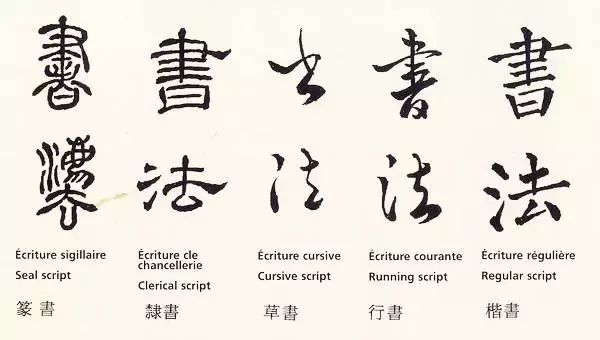 書 書 书 書 書
法 法 法 法 法
Écriture sigillaire
Seal script
篆 書
Écriture cle
chancellerie
Clerical script
隸書
Écriture cursive
Cursive script
草書
Écriture courante
Running script
行書
Écriture régulière
Regular script
楷書